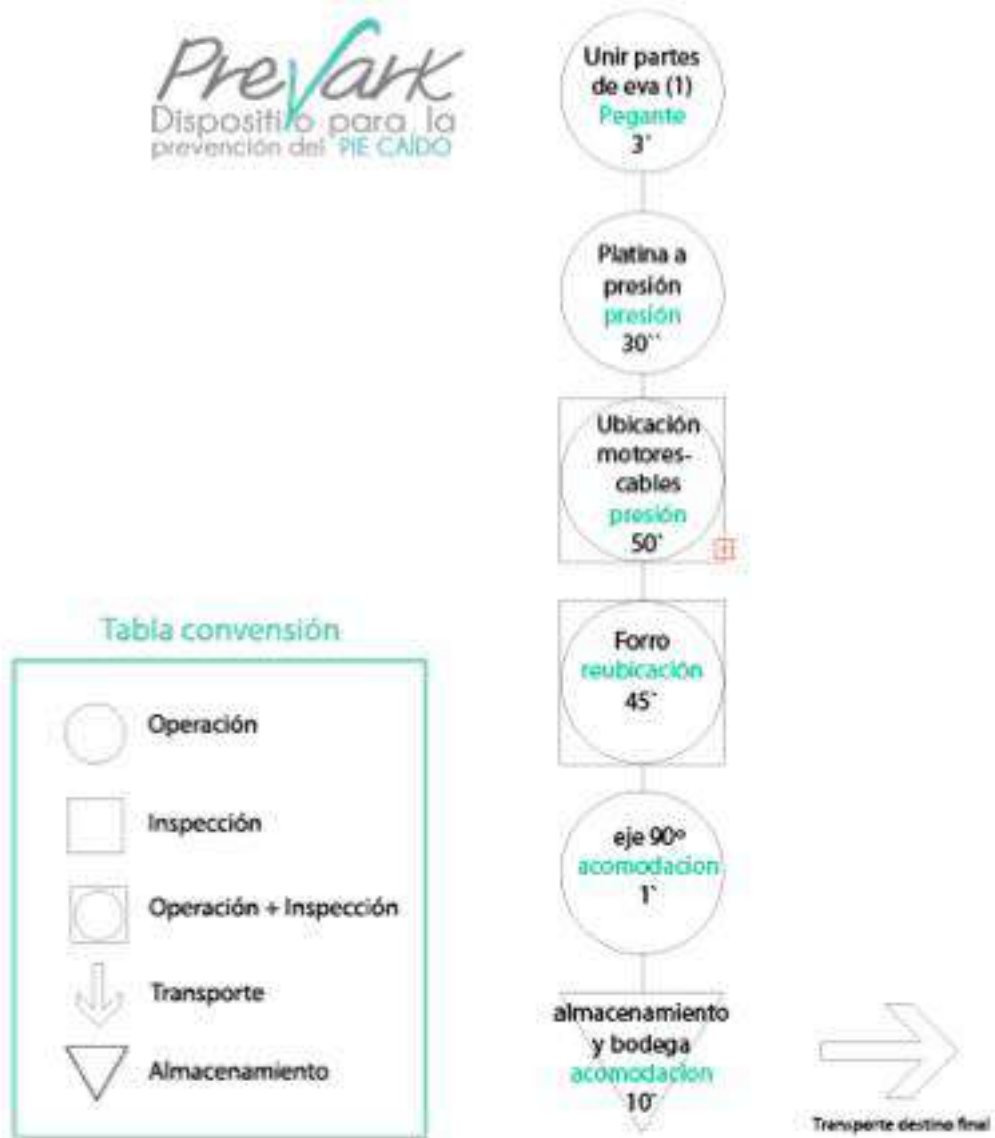 PreVark
Dispositivo para la
prevención del PIE CAÍDO
Unir partes
de eva (1)
Pegante
3`
Platina a
presión
presión
30``
Ubicación
motores-
cables
presión
50`
Forro
reubicación
45`
eje 90º
acomodacion
1`
almacenamiento
y bodega
acomodacion
10`
Transporte destino final
Tabla convensión
Operación
Inspección
Operación + Inspección
Transporte
Almacenamiento